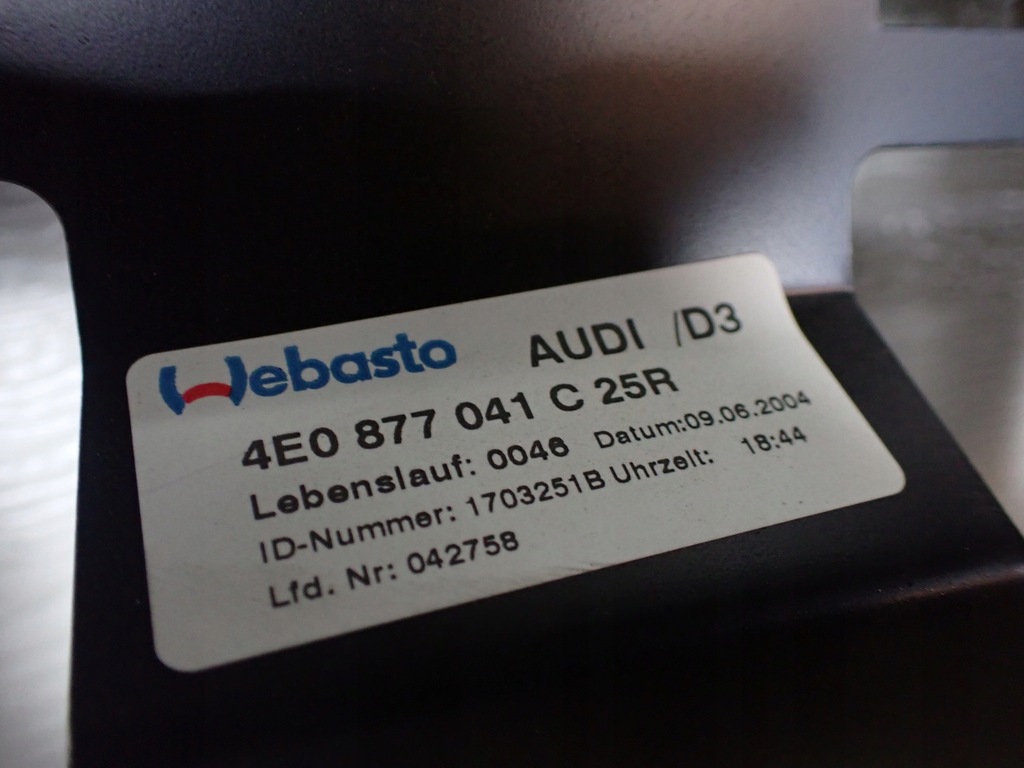 Webasto AUDI /D3
4E0 877 041 C 25R
Lebenslauf: 0046 Datum:09.06.2004
ID-Nummer: 1703251B Uhrzeit: 18:44
Lfd. Nr: 042758